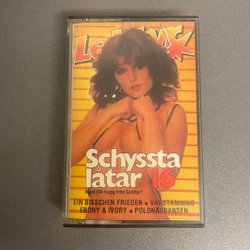 Schyssta
låtar 16
EIN BISSCHEN FRIEDEN • VÅRSTÄMNING
EBONY & IVORY • POLONÄSDANSEN